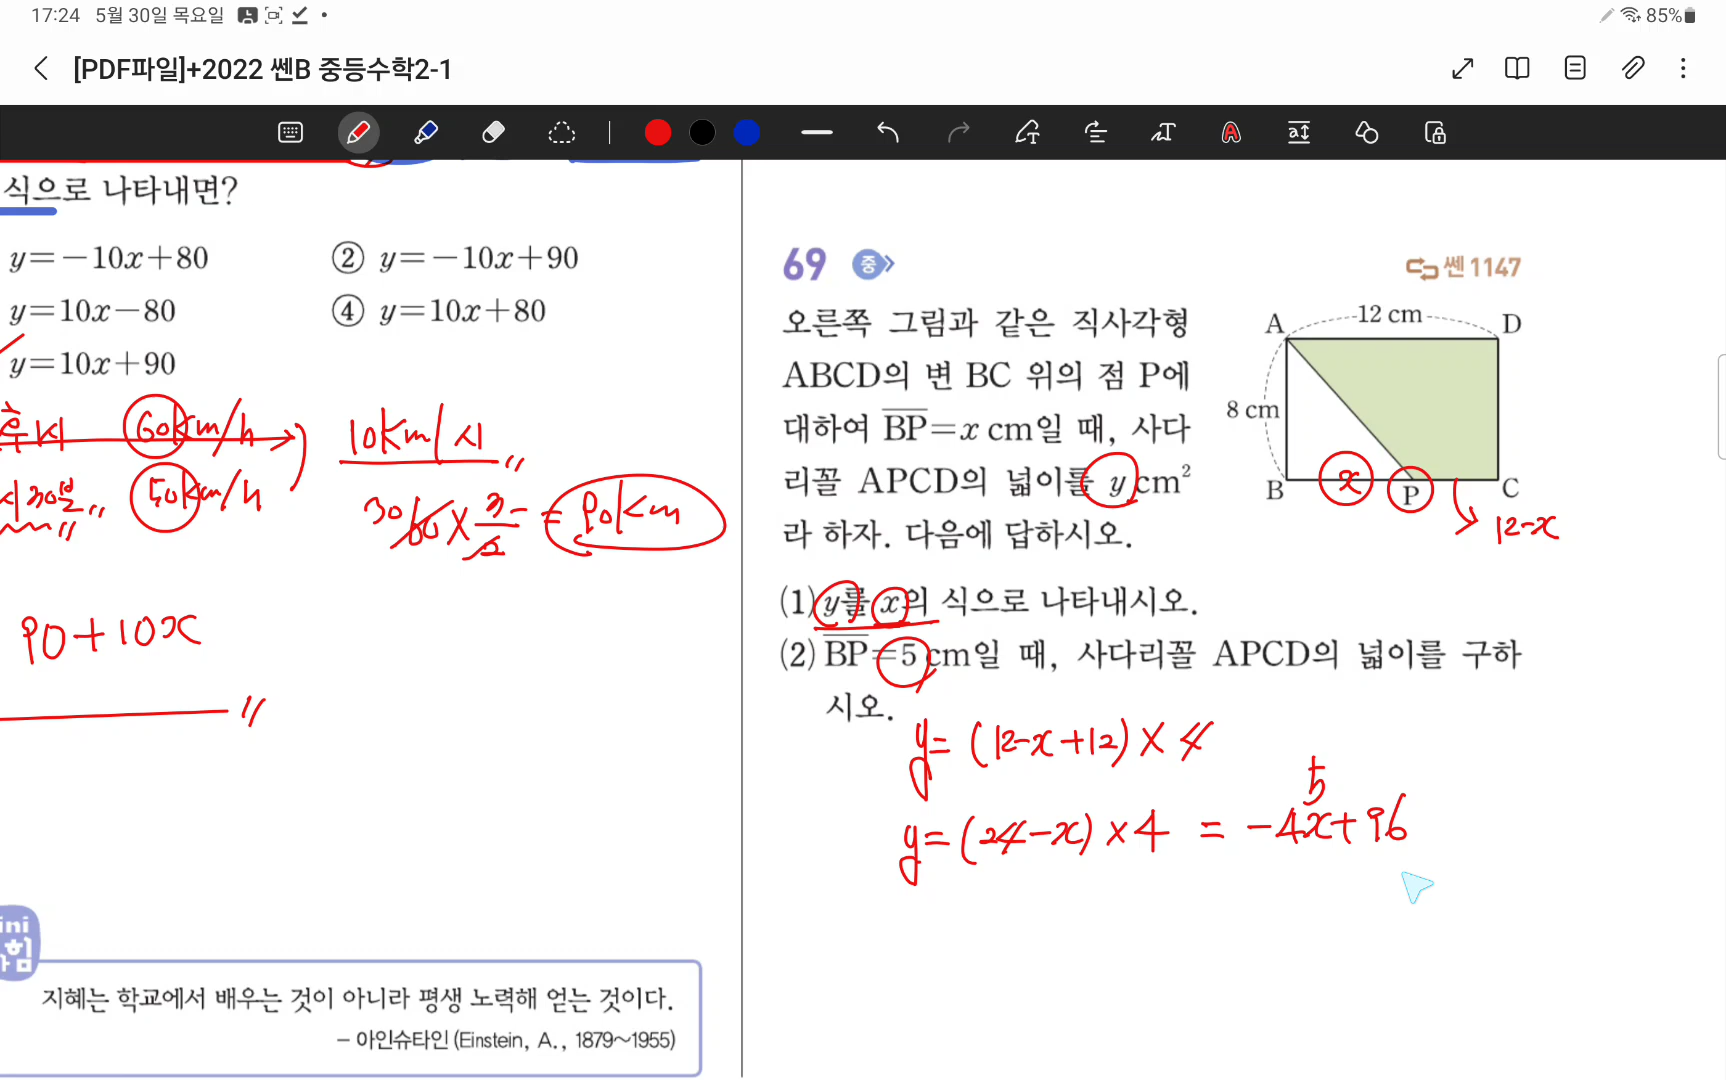 17:24 5월 30일 목요일
85%
[PDF파일]+2022 쎈B 중등수학2-1
식으로 나타내면?
y=-10x+80
② y=-10x+90
y=10x-80
④ y=10x+80
y=10x+90
60km/h
10km/시
50km/h
30 60 × 3/2 = 90km
90+10x
지혜는 학교에서 배우는 것이 아니라 평생 노력해 얻는 것이다.
- 아인슈타인 (Einstein, A., 1879~1955)
69 중
쎈 1147
오른쪽 그림과 같은 직사각형
ABCD의 변 BC 위의 점 P에
대하여 BP=x cm일 때, 사다
리꼴 APCD의 넓이를 y cm²
라 하자. 다음에 답하시오.
A 12 cm D
8 cm
B x P C
12-x
(1) y를 x의 식으로 나타내시오.
(2) BP=5 cm일 때, 사다리꼴 APCD의 넓이를 구하
시오.
y= (12-x+12) × 4
5
y=(24-x) ×4 = -4x+96